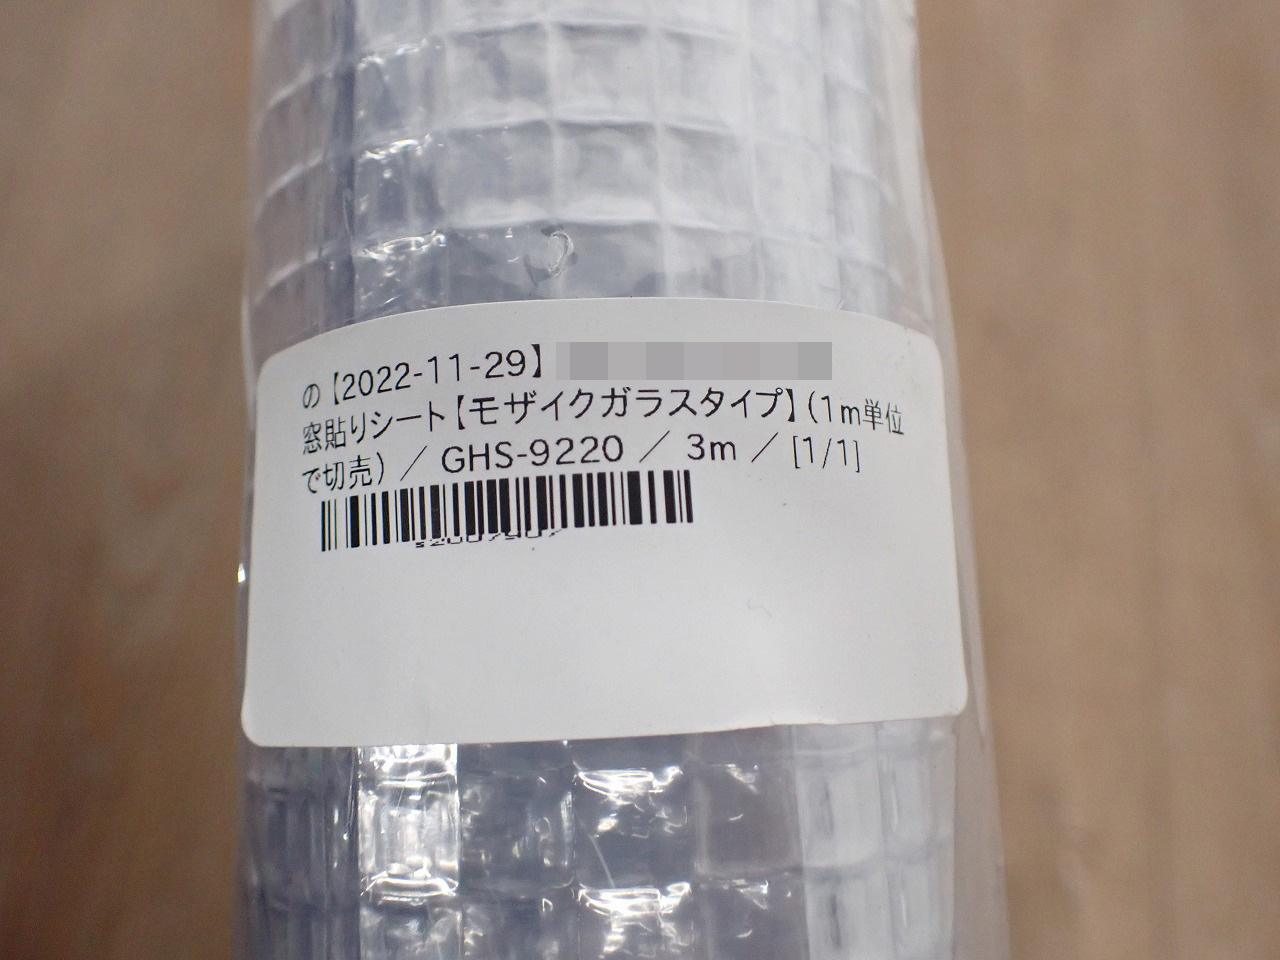 の【2022-11-29】
窓貼りシート【モザイクガラスタイプ】(1m単位
で切売) ／ GHS-9220 ／ 3m ／ [1/1]